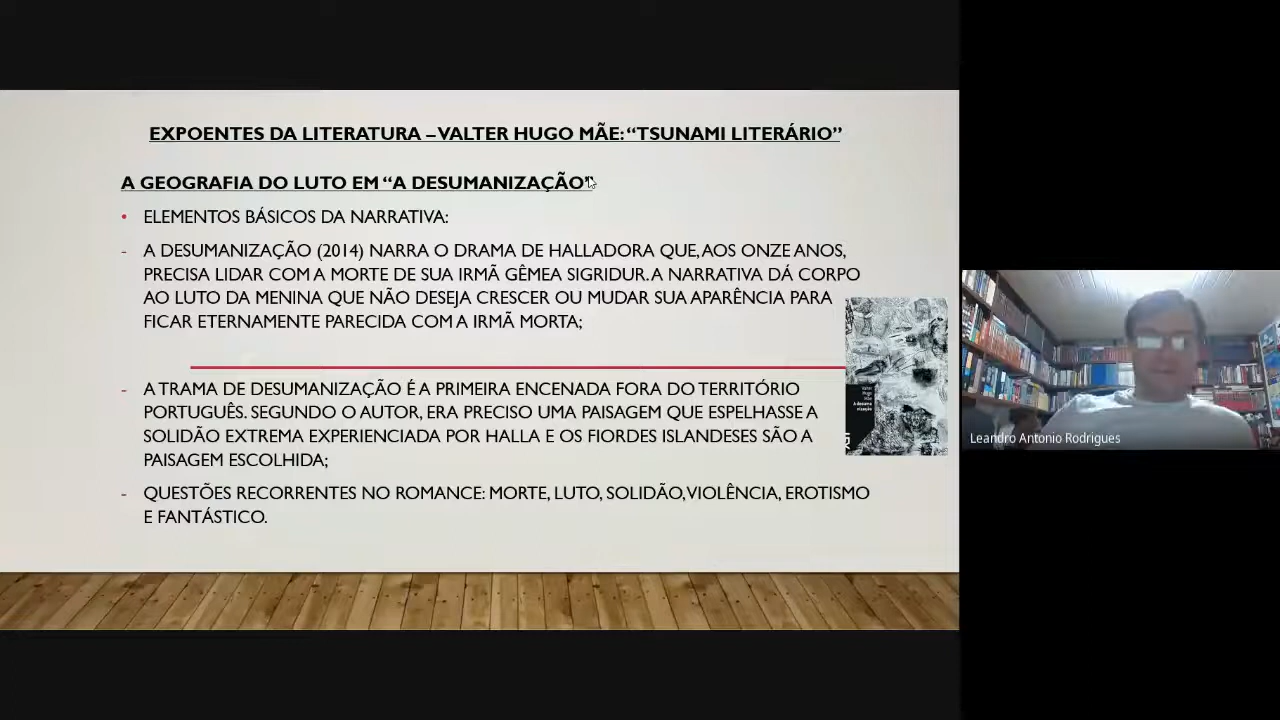 EXPOENTES DA LITERATURA – VALTER HUGO MÃE: “TSUNAMI LITERÁRIO”
A GEOGRAFIA DO LUTO EM “A DESUMANIZAÇÃO”
• ELEMENTOS BÁSICOS DA NARRATIVA:
- A DESUMANIZAÇÃO (2014) NARRA O DRAMA DE HALLADORA QUE, AOS ONZE ANOS,
PRECISA LIDAR COM A MORTE DE SUA IRMÃ GÊMEA SIGRIDUR. A NARRATIVA DÁ CORPO
AO LUTO DA MENINA QUE NÃO DESEJA CRESCER OU MUDAR SUA APARÊNCIA PARA
FICAR ETERNAMENTE PARECIDA COM A IRMÃ MORTA;
- A TRAMA DE DESUMANIZAÇÃO É A PRIMEIRA ENCENADA FORA DO TERRITÓRIO
PORTUGUÊS. SEGUNDO O AUTOR, ERA PRECISO UMA PAISAGEM QUE ESPELHASSE A
SOLIDÃO EXTREMA EXPERIENCIADA POR HALLA E OS FIORDES ISLANDESES SÃO A
PAISAGEM ESCOLHIDA;
- QUESTÕES RECORRENTES NO ROMANCE: MORTE, LUTO, SOLIDÃO, VIOLÊNCIA, EROTISMO
E FANTÁSTICO.
Leandro Antonio Rodrigues